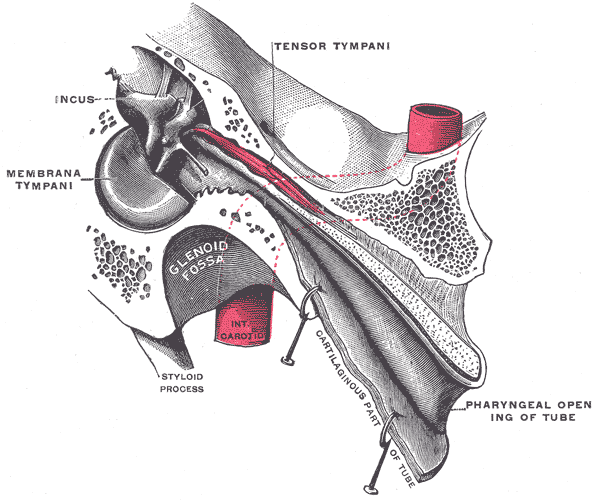 TENSOR TYMPANI
INCUS
MEMBRANA
TYMPANI
GLENOID
FOSSA
INT.
CAROTID
STYLOID
PROCESS
CARTILAGINOUS PART
OF TUBE
PHARYNGEAL OPEN
ING OF TUBE